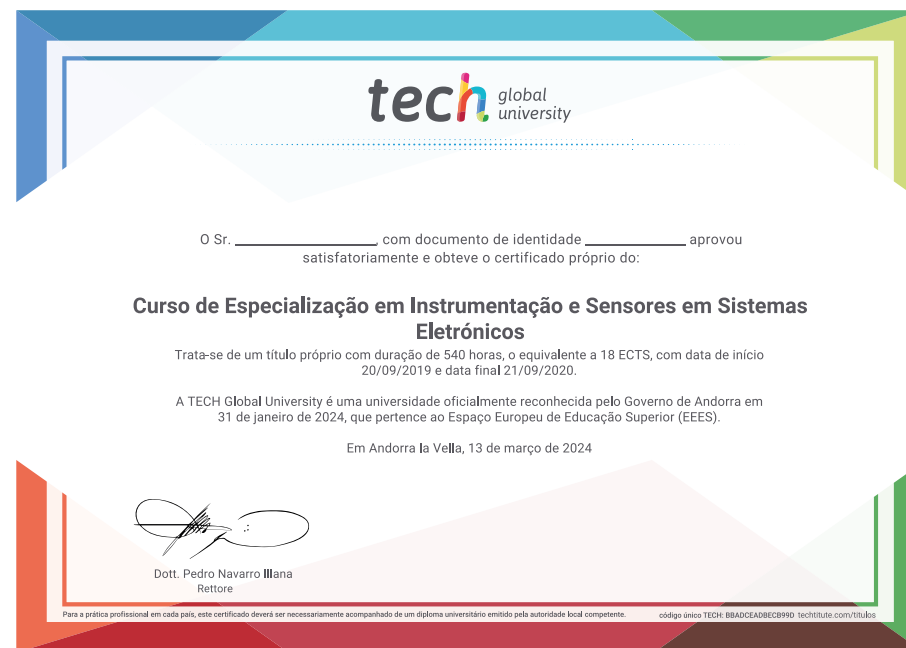 tech global
university
O Sr. ________________, com documento de identidade ____________ aprovou
satisfatoriamente e obteve o certificado próprio do:
Curso de Especialização em Instrumentação e Sensores em Sistemas
Eletrónicos
Trata-se de um título próprio com duração de 540 horas, o equivalente a 18 ECTS, com data de início
20/09/2019 e data final 21/09/2020.
A TECH Global University é uma universidade oficialmente reconhecida pelo Governo de Andorra em
31 de janeiro de 2024, que pertence ao Espaço Europeu de Educação Superior (EEES).
Em Andorra la Vella, 13 de março de 2024
Dott. Pedro Navarro Illana
Rettore
Para a prática profissional em cada país, este certificado deverá ser necessariamente acompanhado de um diploma universitário emitido pela autoridade local competente.
código único TECH: BBADCEADBECB99D techtitute.com/titulos